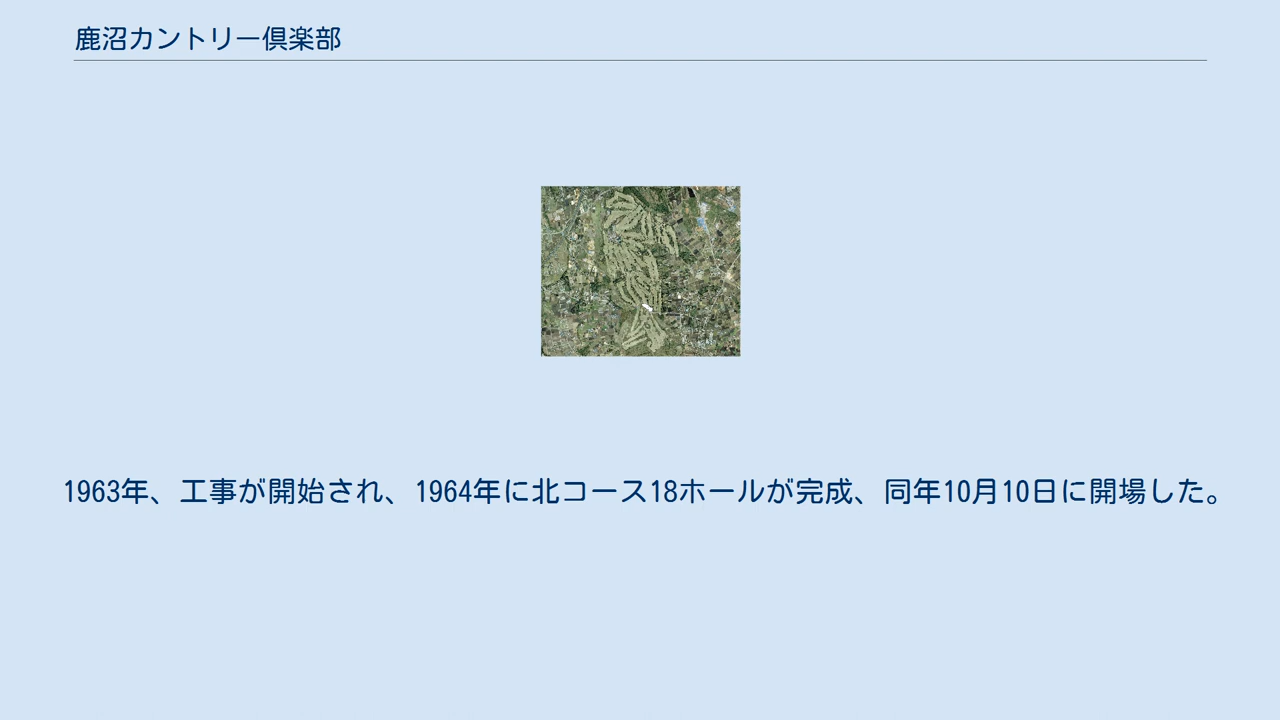 鹿沼カントリー倶楽部
1963年、工事が開始され、1964年に北コース18ホールが完成、同年10月10日に開場した。